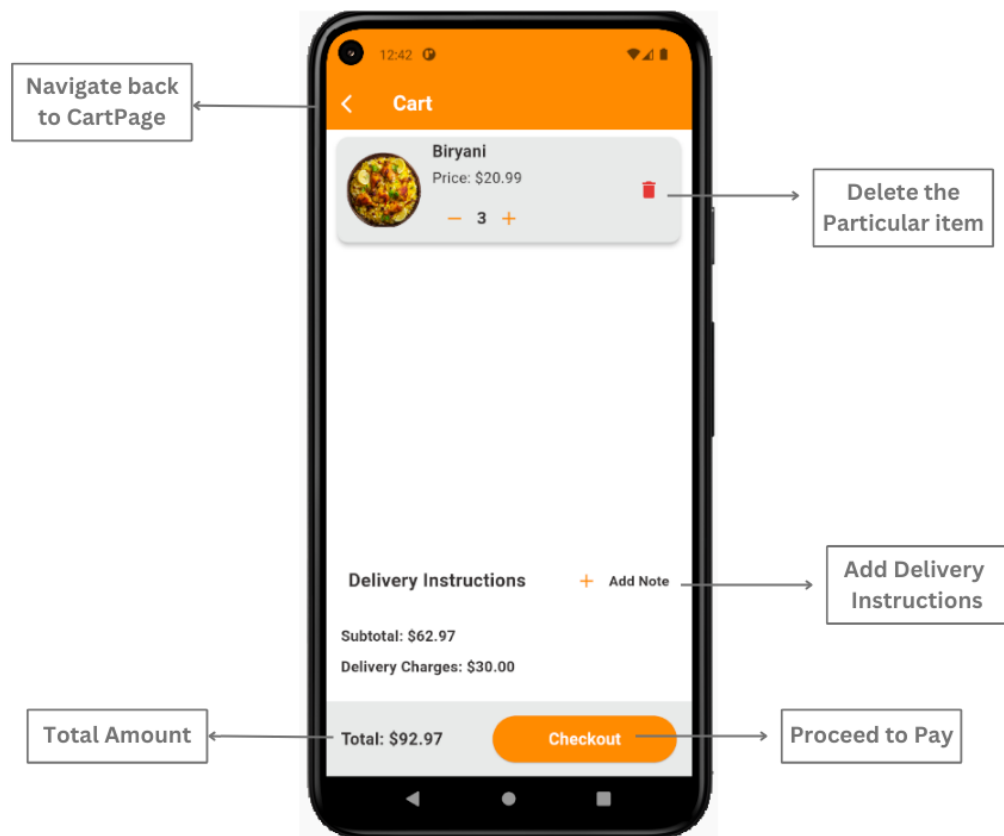 12:42
Navigate back
to CartPage
Cart
Biryani
Price: $20.99
3
Delete the
Particular item
Delivery Instructions
+ Add Note
Add Delivery
Instructions
Subtotal: $62.97
Delivery Charges: $30.00
Total Amount
Total: $92.97
Checkout
Proceed to Pay